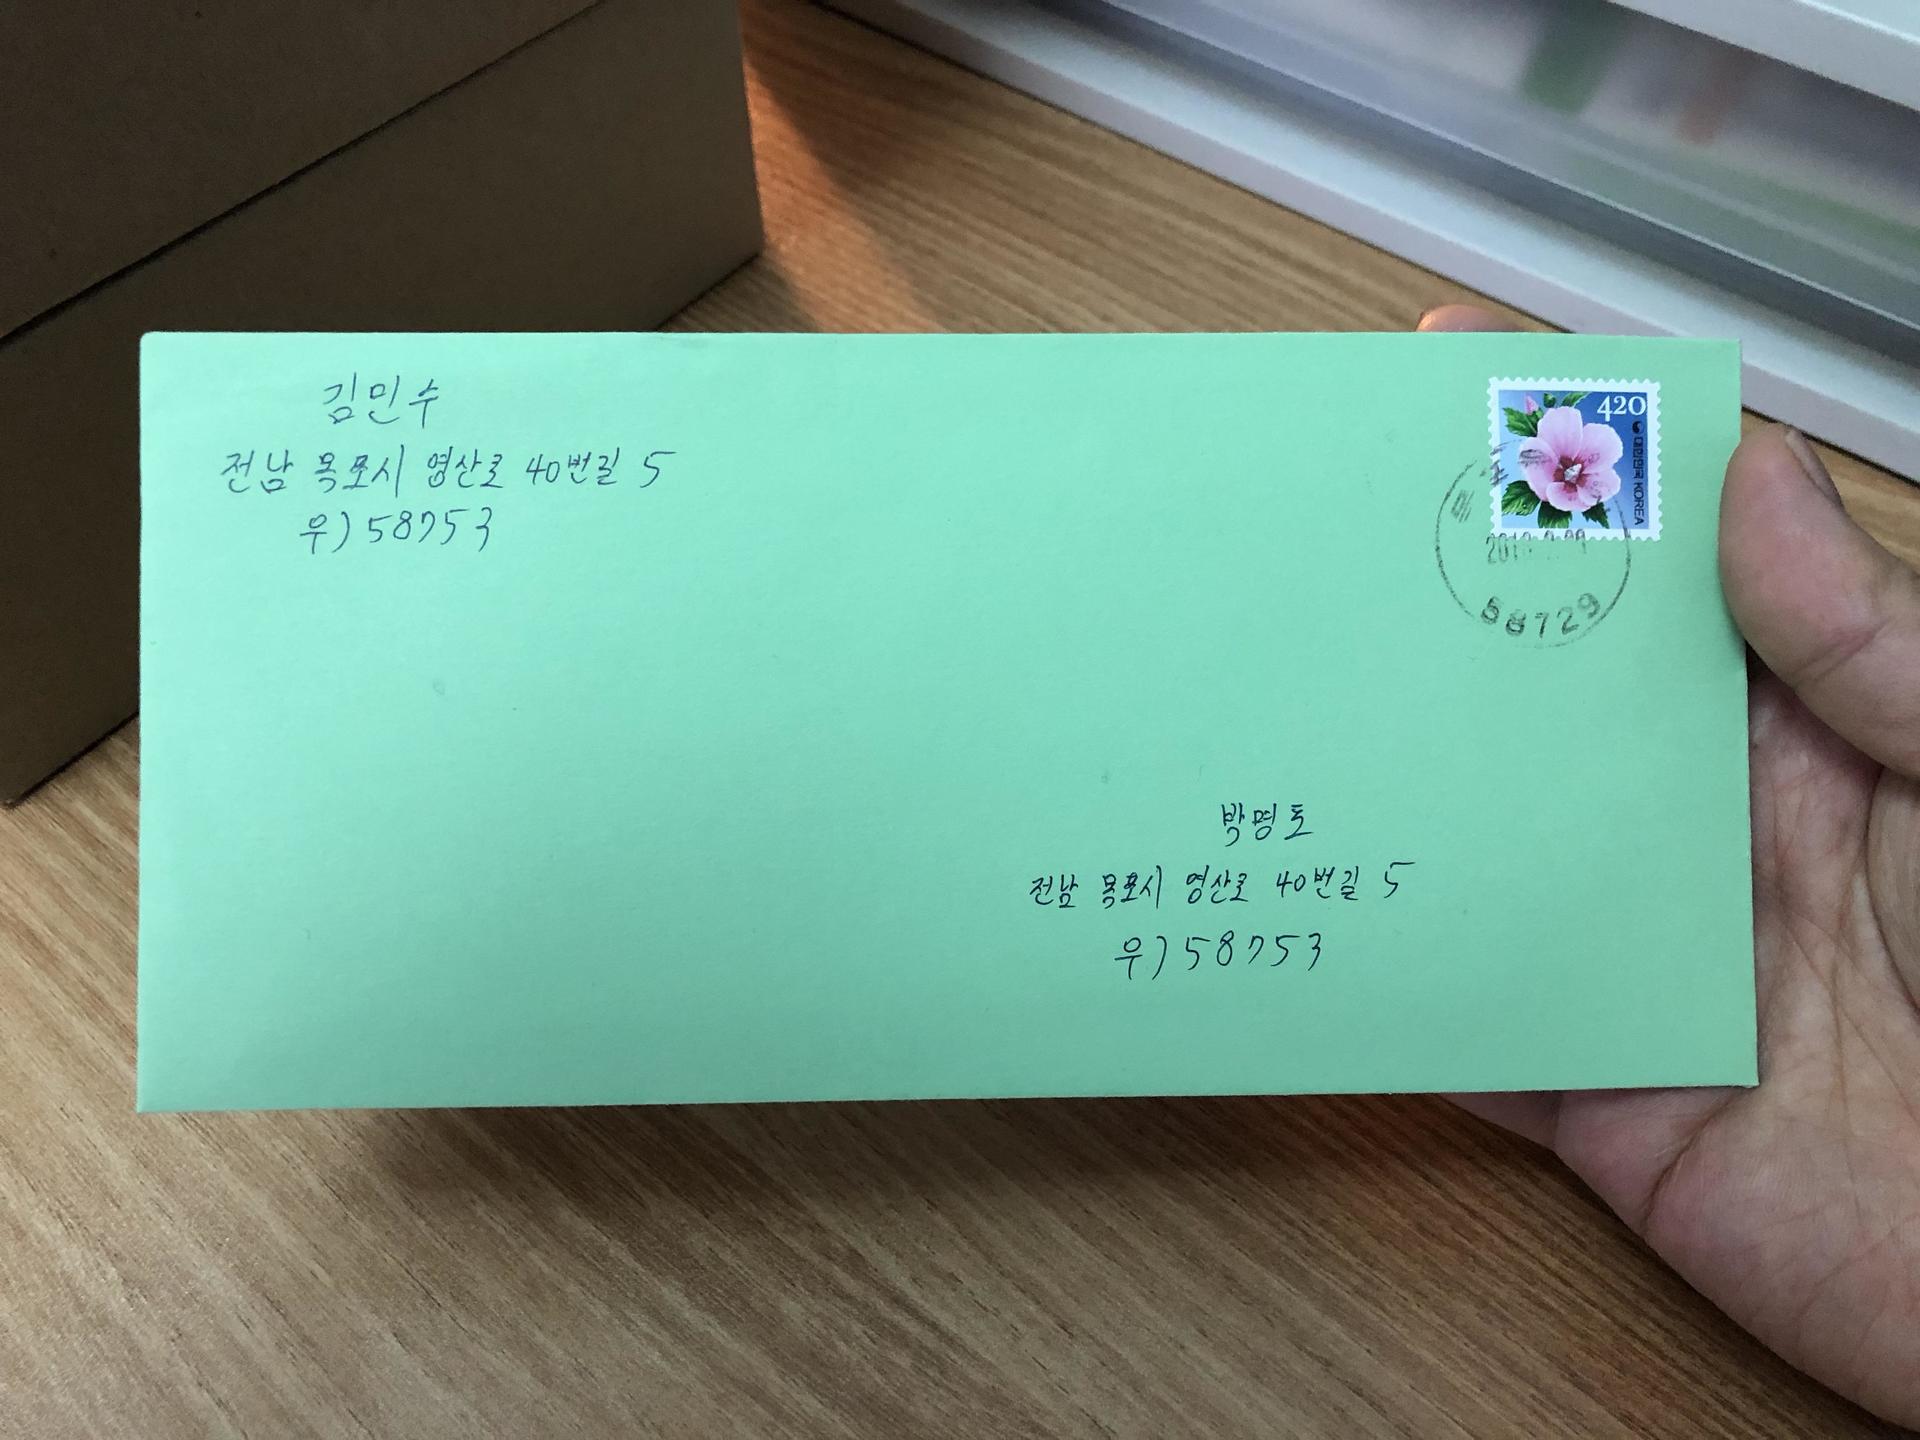 김민수
전남 목포시 영산로 40번길 5
우) 58753
420
대한민국 KOREA
58729
박명호
전남 목포시 영산로 40번길 5
우) 58753